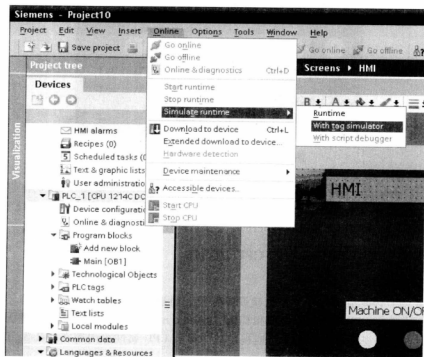 Siemens - Project10
Project Edit View Insert Online Options Tools Window Help
Save project
Go online
Go offline
Project tree
Devices
Visualization
HMI alarms
Recipes (0)
Scheduled tasks (0
Text & graphic lists
User administratio
PLC_1 [CPU 1214C DC
Device configurati
Online & diagnosti
Program blocks
Add new block
Main [OB1]
Technological Objects
PLC tags
Watch tables
Text lists
Local modules
Common data
Languages & Resources
Go online
Go offline
Online & diagnostics Ctrl+D
Start runtime
Stop runtime
Simulate runtime
Download to device Ctrl+L
Extended download to device...
Hardware detection
Device maintenance
Accessible devices...
Start CPU
Stop CPU
Runtime
With tag simulator
With script debugger
Screens HMI
HMI
Machine ON/OF